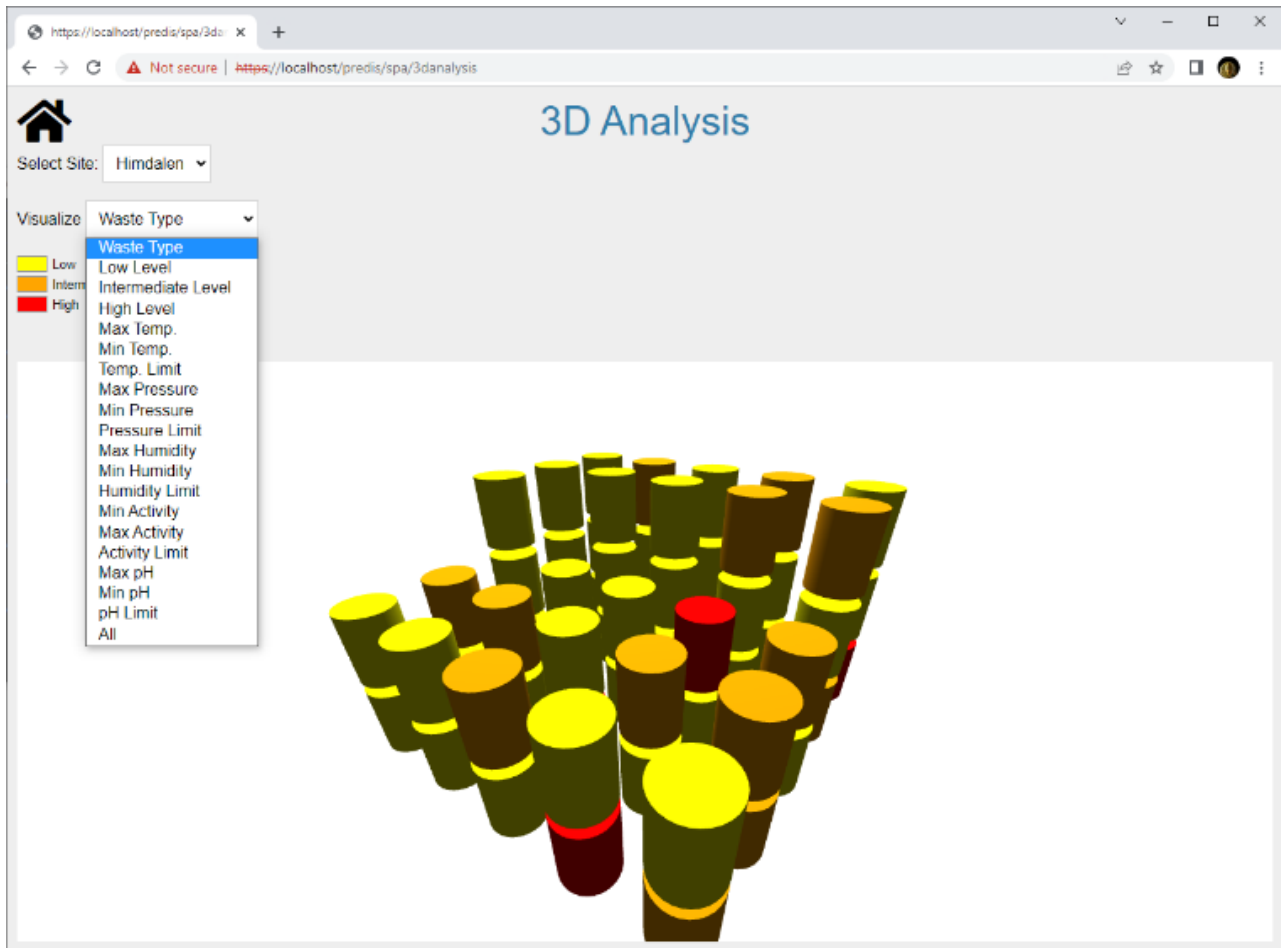 https://localhost/predis/spa/3da
Not secure | https://localhost/predis/spa/3danalysis
3D Analysis
Select Site: Himdalen
Visualize Waste Type
Waste Type
Low Level
Intermediate Level
High Level
Max Temp.
Min Temp.
Temp. Limit
Max Pressure
Min Pressure
Pressure Limit
Max Humidity
Min Humidity
Humidity Limit
Min Activity
Max Activity
Activity Limit
Max pH
Min pH
pH Limit
All
Low
Interm
High